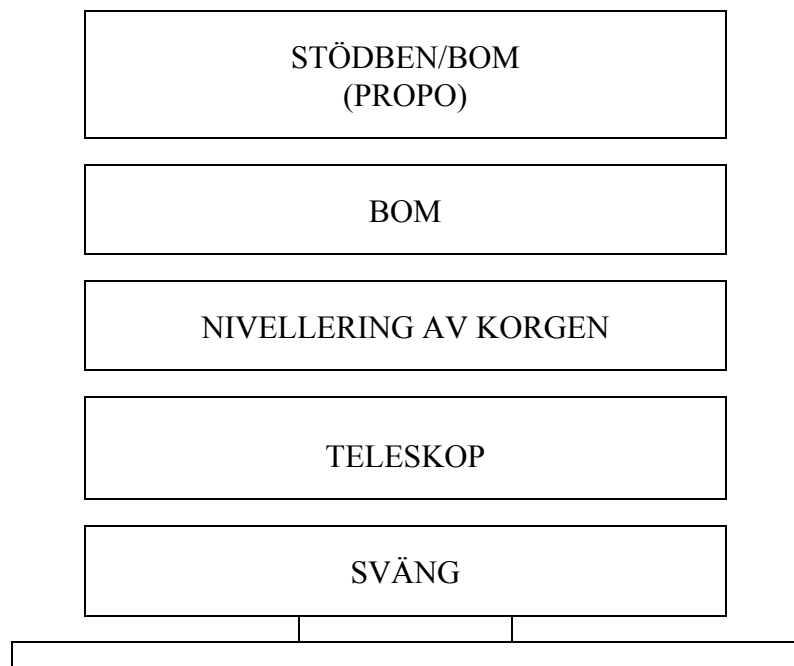 STÖDBEN/BOM
(PROPO)
BOM
NIVELLERING AV KORGEN
TELESKOP
SVÄNG